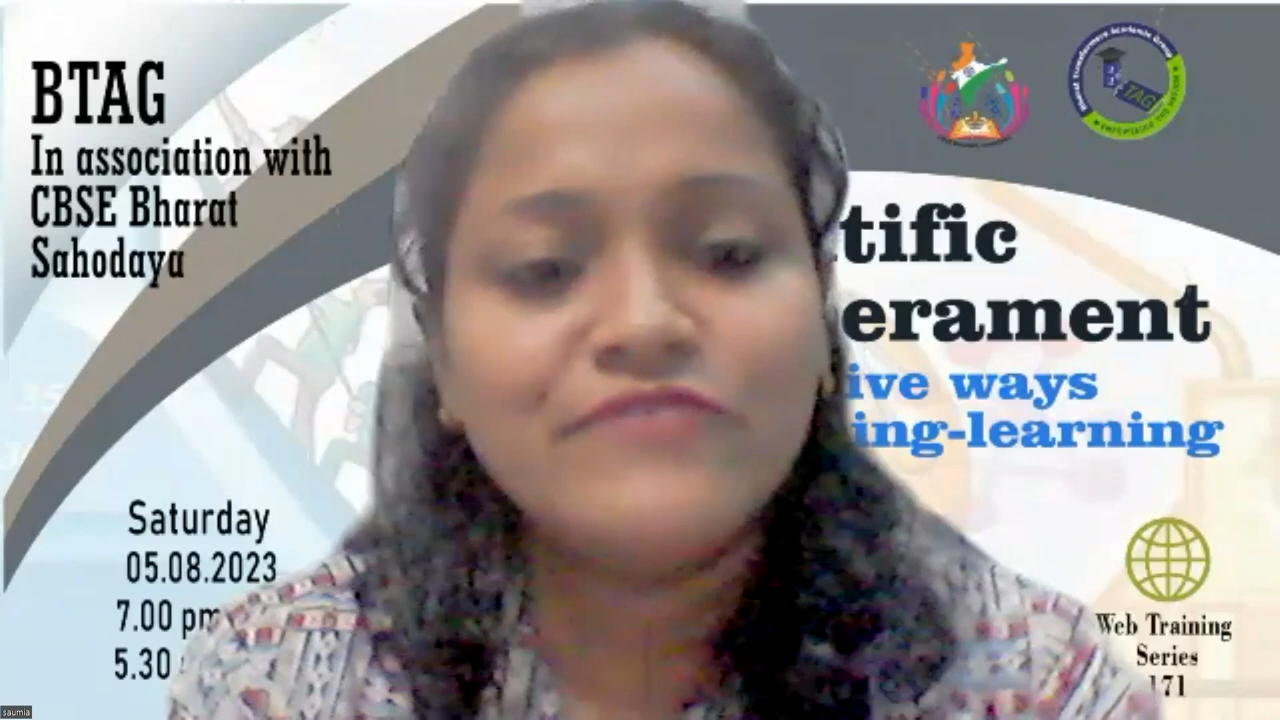 BTAG
In association with
CBSE Bharat
Sahodaya
tific
erament
ive ways
ing-learning
Saturday
05.08.2023
7.00 pm
5.30
Web Training
Series
171
TAG
saumia